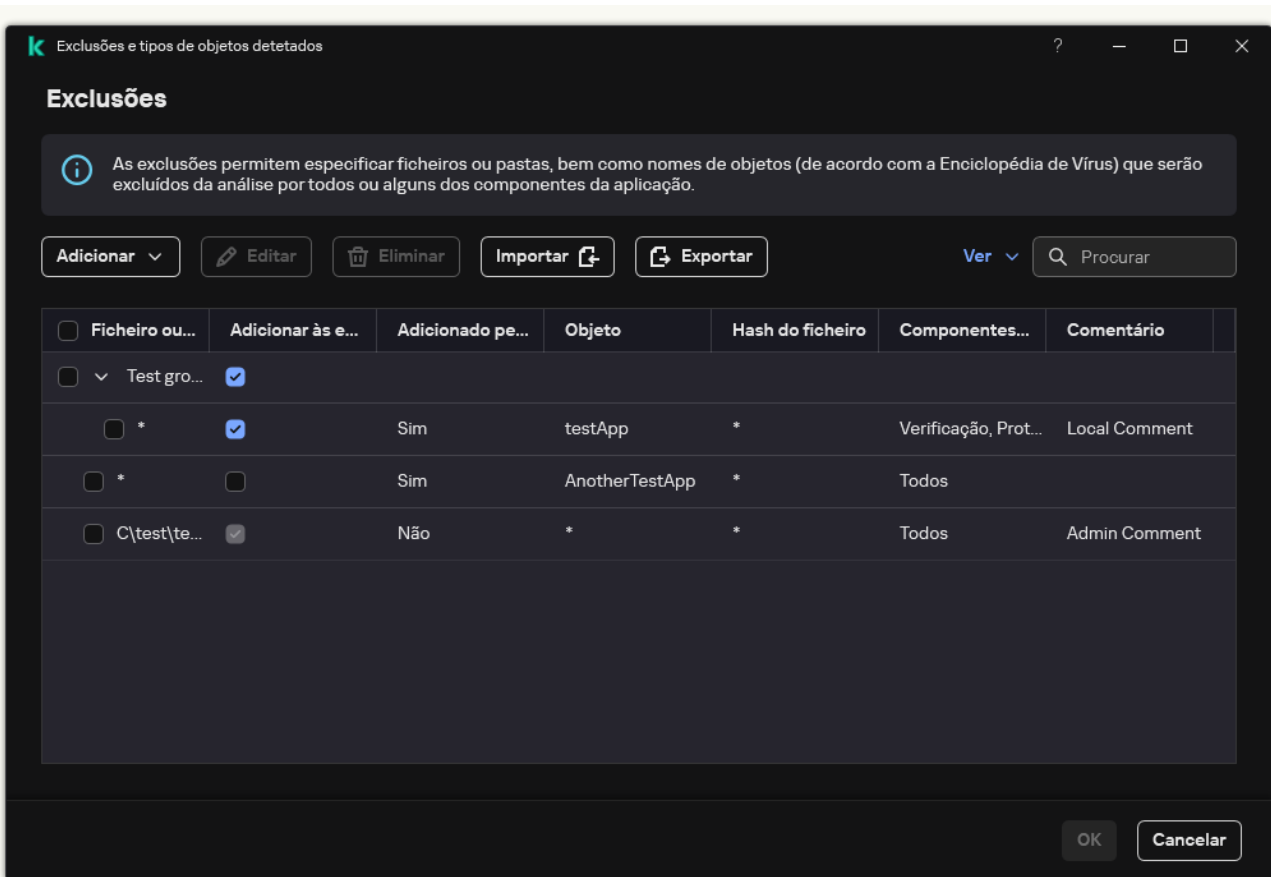 Exclusões e tipos de objetos detetados ?
Exclusões
As exclusões permitem especificar ficheiros ou pastas, bem como nomes de objetos (de acordo com a Enciclopédia de Vírus) que serão
excluídos da análise por todos ou alguns dos componentes da aplicação.
Adicionar Editar Eliminar Importar Exportar Ver Procurar
Ficheiro ou... Adicionar às e... Adicionado pe... Objeto Hash do ficheiro Componentes... Comentário
Test gro...
* Sim testApp * Verificação, Prot... Local Comment
* Sim AnotherTestApp * Todos
C\test\te... Não * * Todos Admin Comment
OK Cancelar